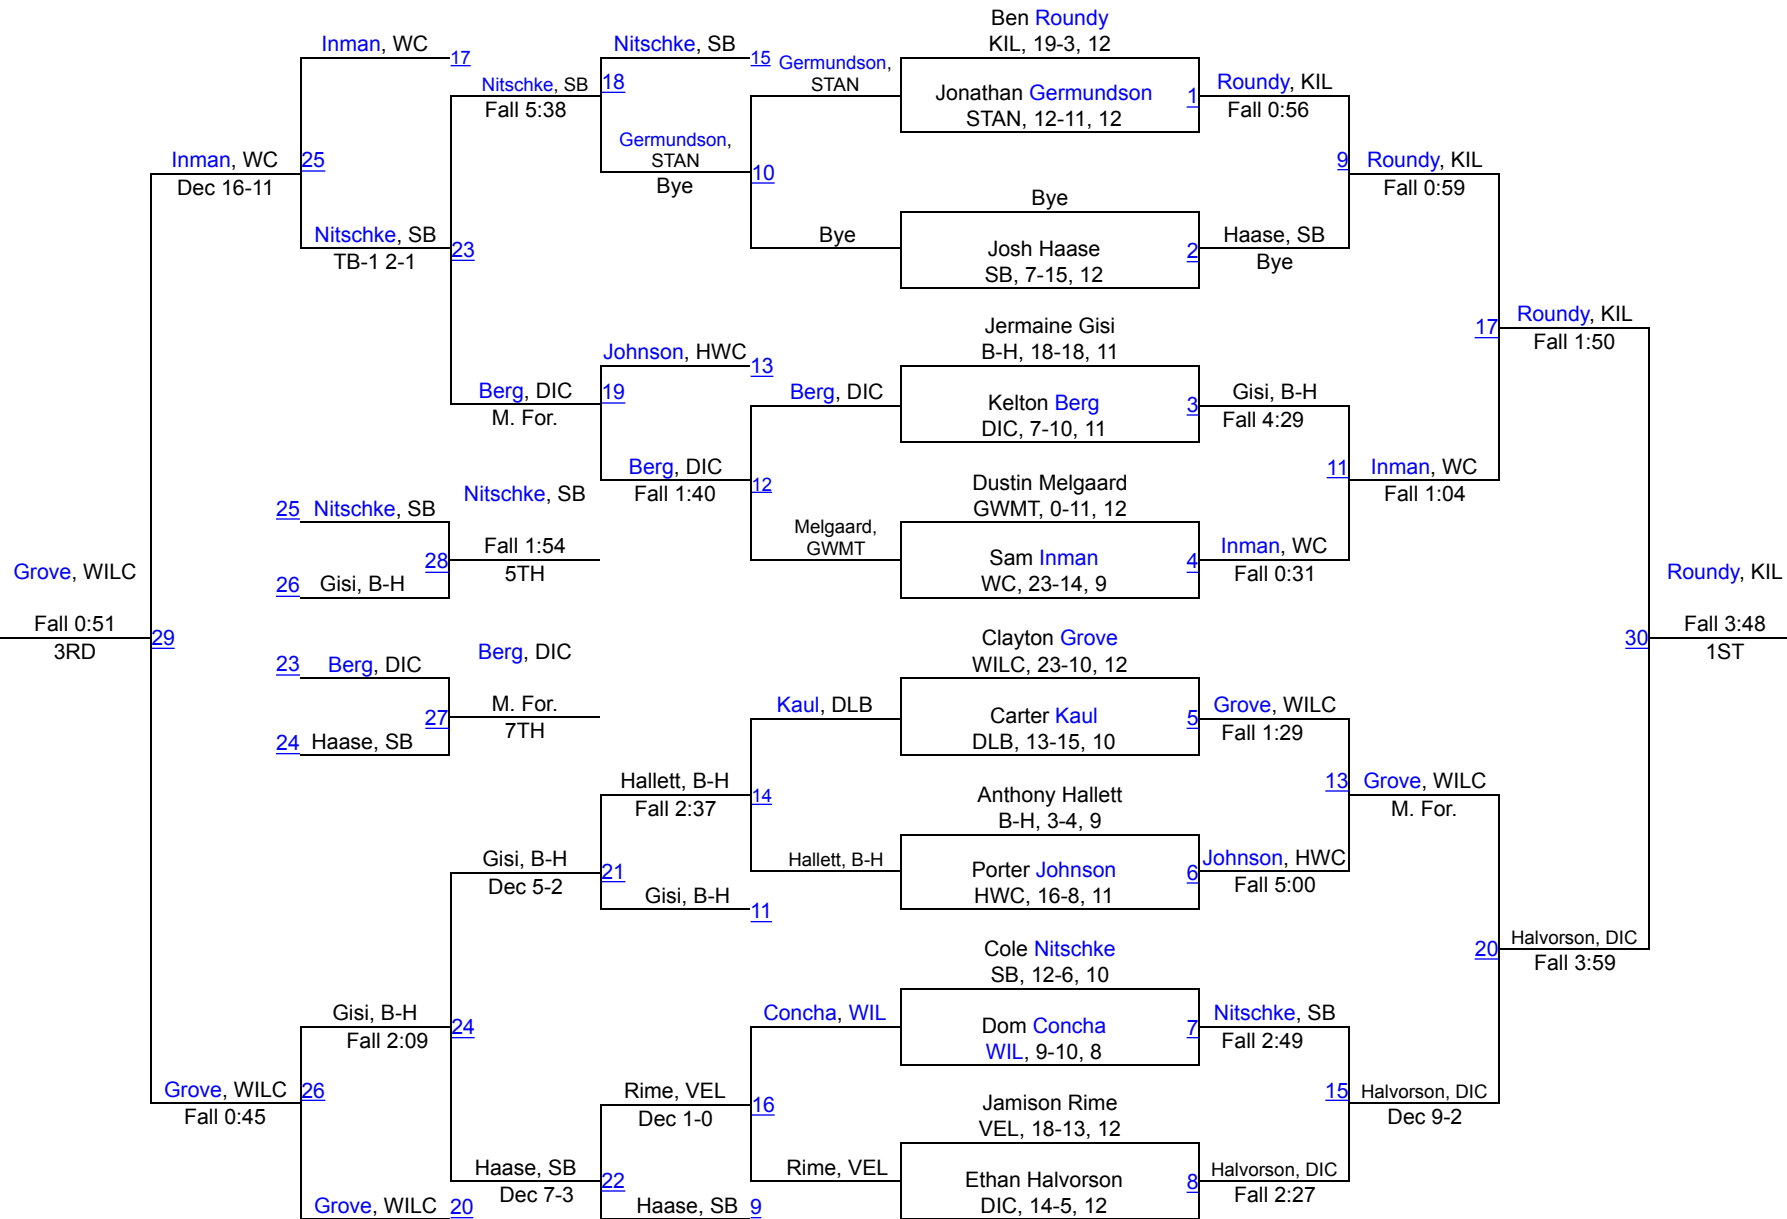 Ben Roundy
KIL, 19-3, 12
Inman, WC
17
Nitschke, SB
15
Germundson,
STAN
Nitschke, SB
18
Fall 5:38
Jonathan Germundson
STAN, 12-11, 12
1
Roundy, KIL
Fall 0:56
Germundson,
STAN
Bye
10
Inman, WC
25
Dec 16-11
9
Roundy, KIL
Fall 0:59
Bye
Bye
Josh Haase
SB, 7-15, 12
2
Haase, SB
Bye
Nitschke, SB
23
TB-1 2-1
Jermaine Gisi
B-H, 18-18, 11
17
Roundy, KIL
Fall 1:50
Johnson, HWC
13
Berg, DIC
19
M. For.
Berg, DIC
Kelton Berg
DIC, 7-10, 11
3
Gisi, B-H
Fall 4:29
Berg, DIC
12
Fall 1:40
11
Inman, WC
Fall 1:04
Dustin Melgaard
GWMT, 0-11, 12
Nitschke, SB
25
Nitschke, SB
Melgaard,
GWMT
Sam Inman
WC, 23-14, 9
4
Inman, WC
Fall 0:31
28
Fall 1:54
5TH
26
Gisi, B-H
Grove, WILC
Fall 0:51
3RD
29
Roundy, KIL
30
Fall 3:48
1ST
Clayton Grove
WILC, 23-10, 12
23
Berg, DIC
Berg, DIC
27
M. For.
7TH
24
Haase, SB
Kaul, DLB
Carter Kaul
DLB, 13-15, 10
5
Grove, WILC
Fall 1:29
Hallett, B-H
14
Fall 2:37
13
Grove, WILC
M. For.
Anthony Hallett
B-H, 3-4, 9
Gisi, B-H
21
Dec 5-2
Hallett, B-H
Porter Johnson
HWC, 16-8, 11
6
Johnson, HWC
Fall 5:00
Gisi, B-H
11
20
Halvorson, DIC
Fall 3:59
Cole Nitschke
SB, 12-6, 10
Gisi, B-H
24
Fall 2:09
Concha, WIL
Dom Concha
WIL, 9-10, 8
7
Nitschke, SB
Fall 2:49
Grove, WILC
26
Fall 0:45
Rime, VEL
16
Dec 1-0
15
Halvorson, DIC
Dec 9-2
Jamison Rime
VEL, 18-13, 12
Haase, SB
22
Dec 7-3
Rime, VEL
Ethan Halvorson
DIC, 14-5, 12
8
Halvorson, DIC
Fall 2:27
Grove, WILC
20
Haase, SB
9